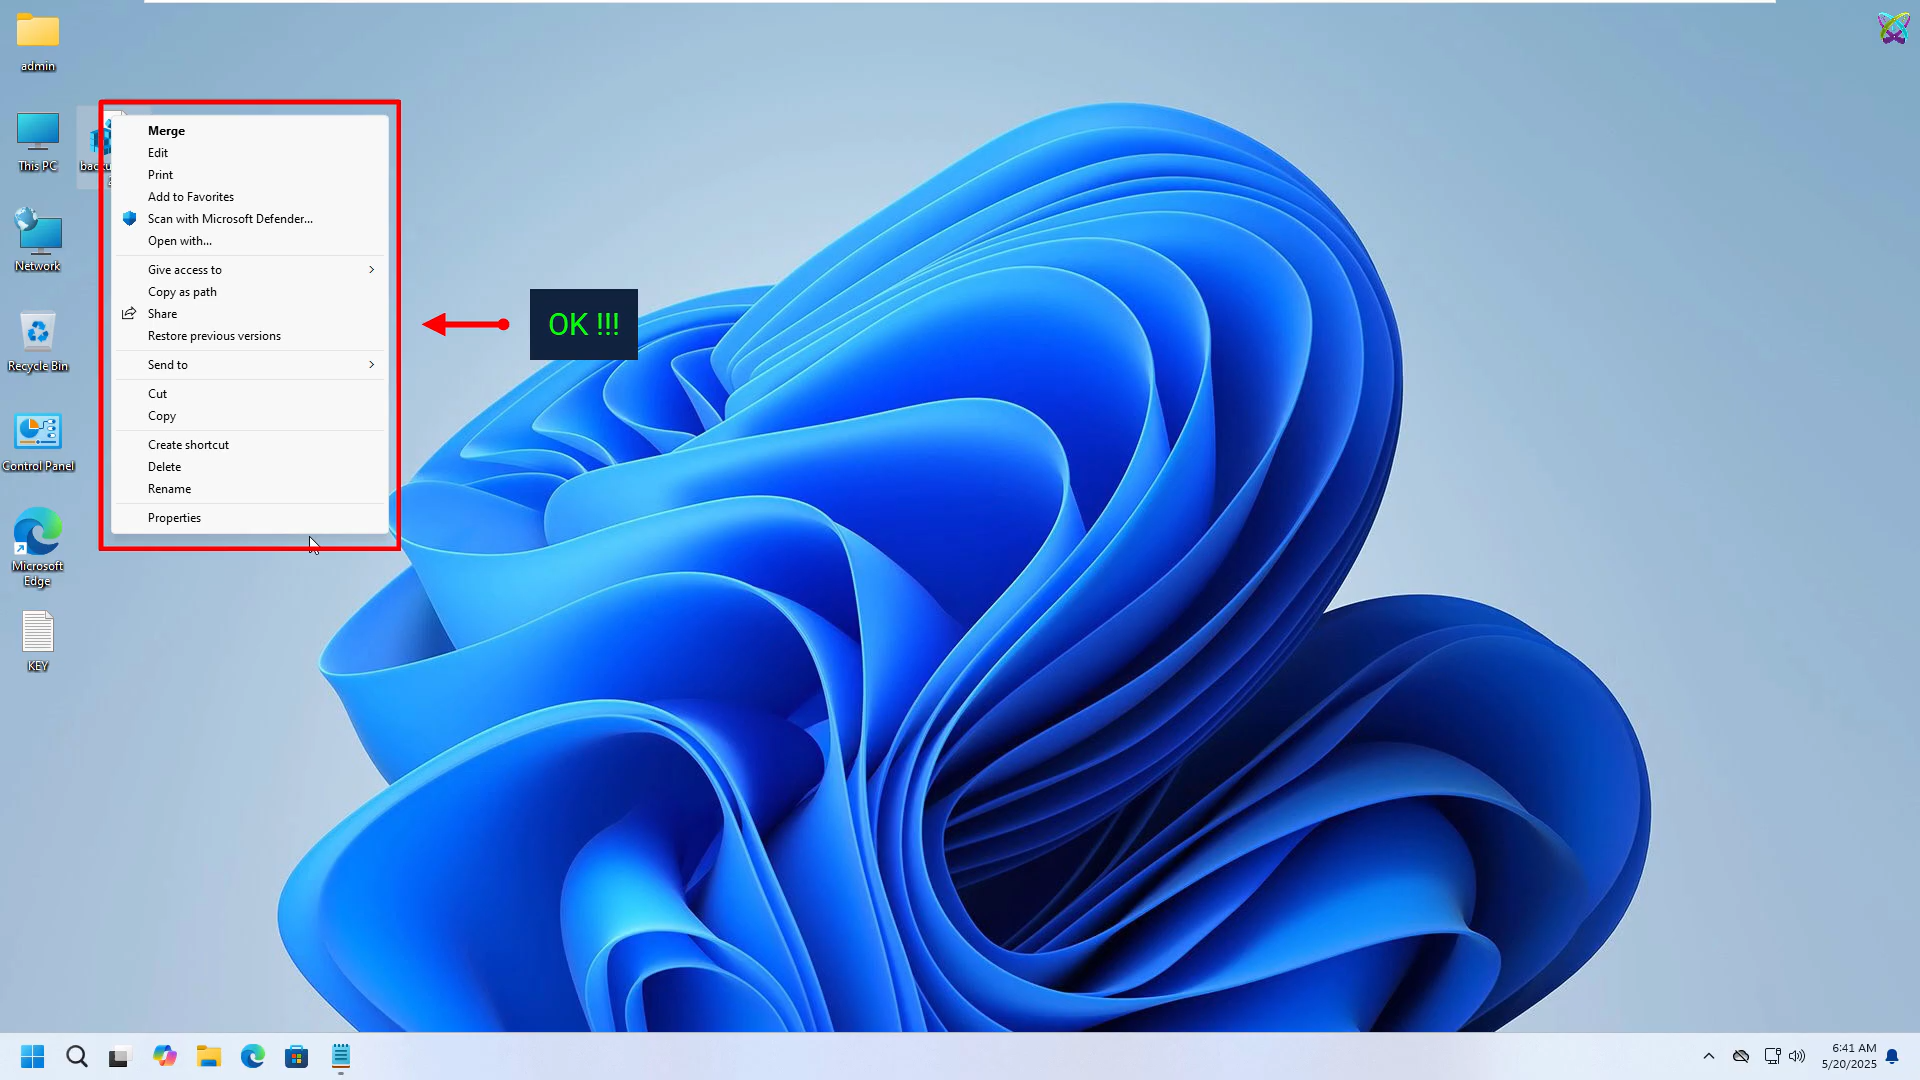 admin
This PC
backu
Network
Recycle Bin
Control Panel
Microsoft
Edge
KEY
Merge
Edit
Print
Add to Favorites
Scan with Microsoft Defender...
Open with...
Give access to
Copy as path
Share
Restore previous versions
Send to
Cut
Copy
Create shortcut
Delete
Rename
Properties
OK !!!
6:41 AM
5/20/2025